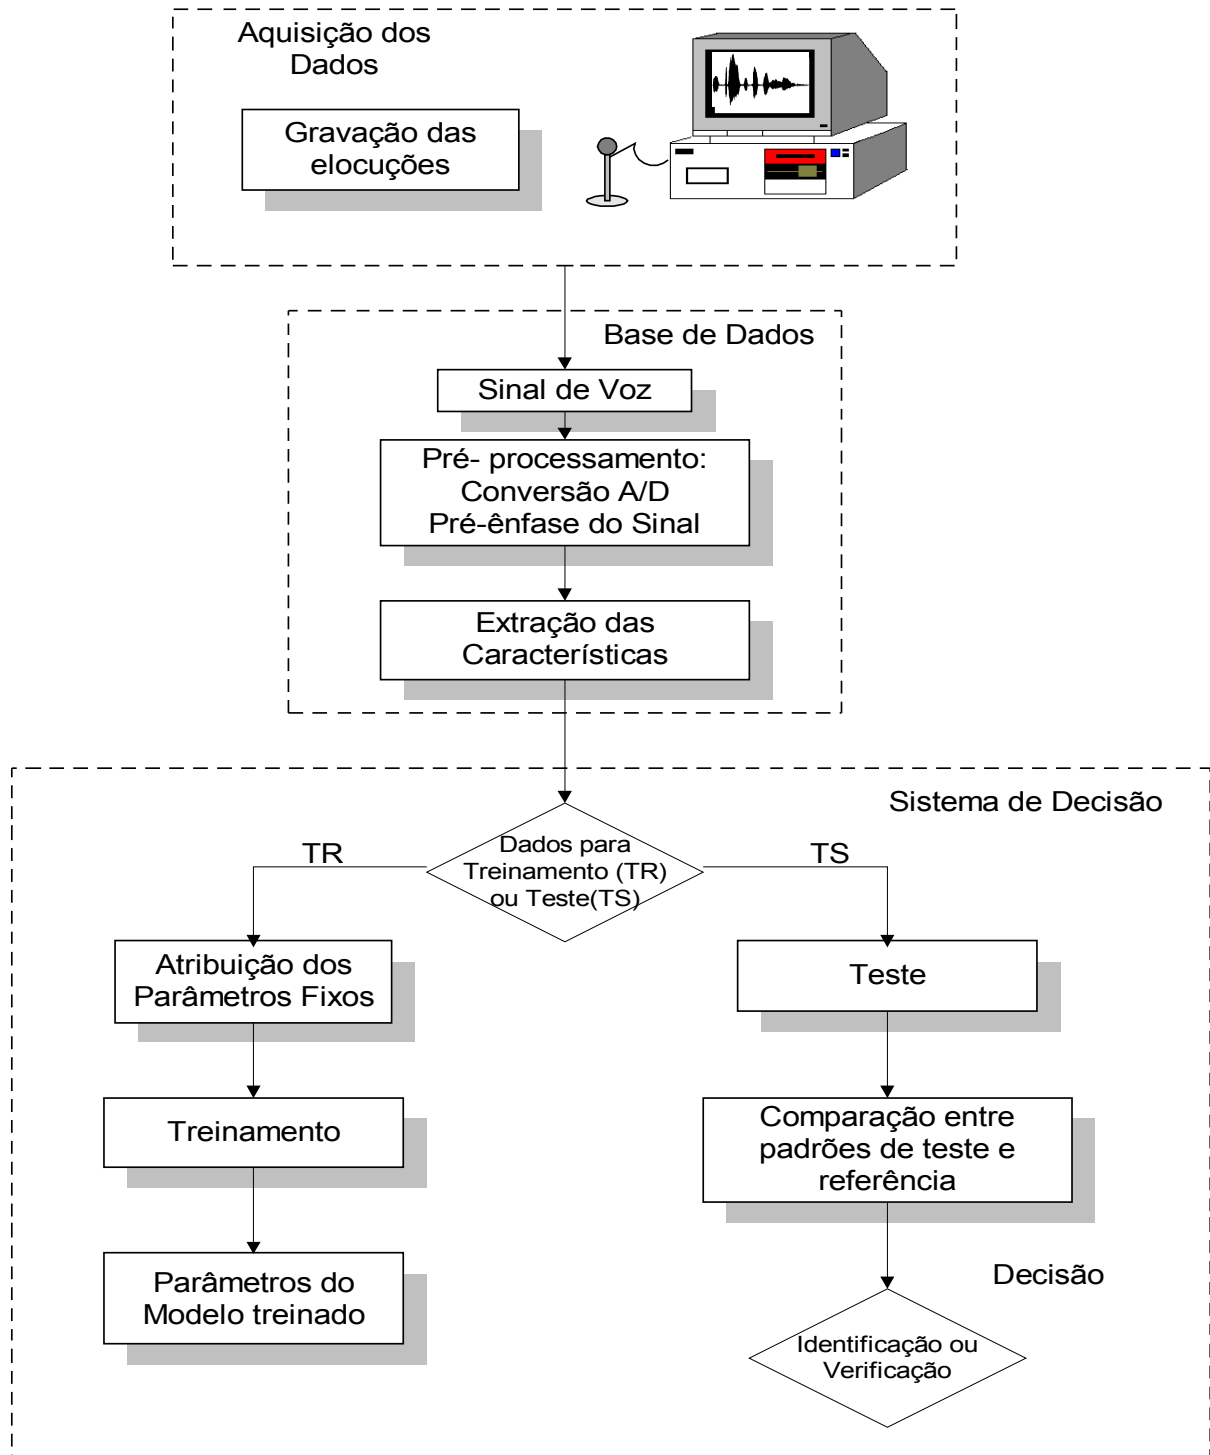 Aquisição dos
Dados
Gravação das
elocuções
Base de Dados
Sinal de Voz
Pré- processamento:
Conversão A/D
Pré-ênfase do Sinal
Extração das
Características
Sistema de Decisão
Dados para
Treinamento (TR)
ou Teste(TS)
TR
TS
Atribuição dos
Parâmetros Fixos
Treinamento
Parâmetros do
Modelo treinado
Teste
Comparação entre
padrões de teste e
referência
Decisão
Identificação ou
Verificação